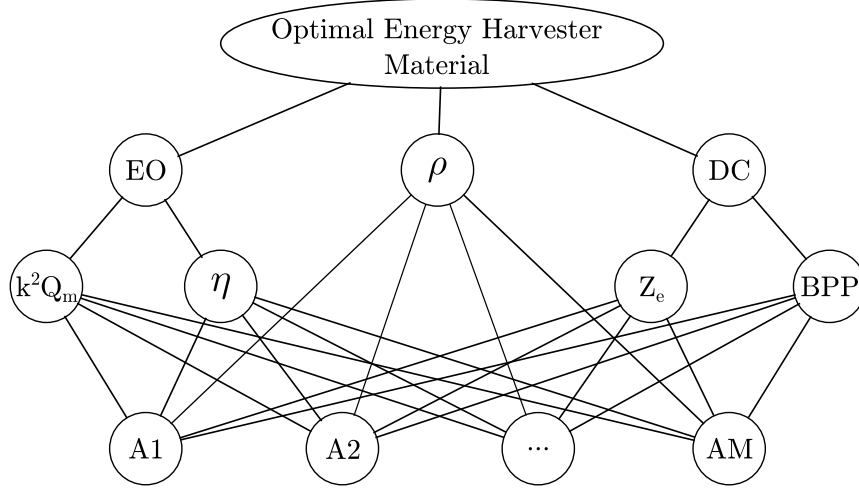 Optimal Energy Harvester
Material
EO
ρ
DC
k²Qₘ
η
Zₑ
BPP
A1
A2
...
AM